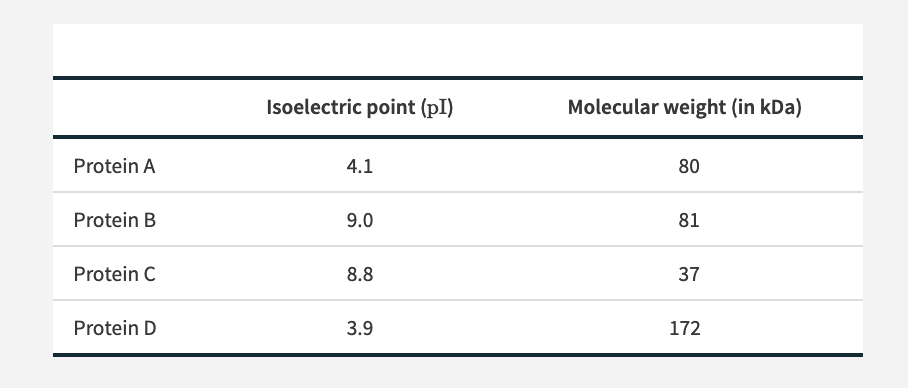 Isoelectric point (pI) Molecular weight (in kDa)
Protein A 4.1 80
Protein B 9.0 81
Protein C 8.8 37
Protein D 3.9 172